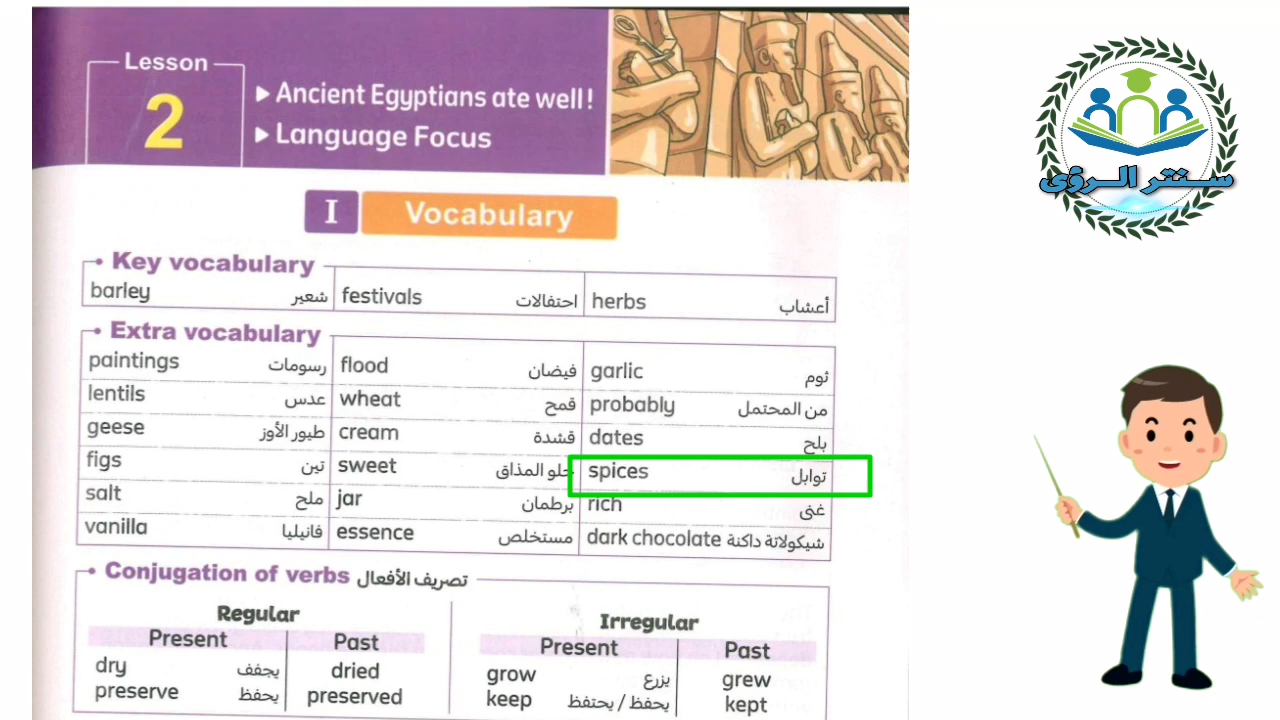 Lesson
2
Ancient Egyptians ate well!
Language Focus
سنتر الرؤى
I Vocabulary
Key vocabulary
barley شعير festivals احتفالات herbs أعشاب
Extra vocabulary
paintings رسومات flood فيضان garlic ثوم
lentils عدس wheat قمح probably من المحتمل
geese طيور الأوز cream قشدة dates بلح
figs تين sweet حلو المذاق spices توابل
salt ملح jar برطمان rich غنى
vanilla فانيليا essence مستخلص dark chocolate شيكولاتة داكنة
Conjugation of verbs تصريف الأفعال
Regular Irregular
Present Past Present Past
dry يجفف dried grow يزرع grew
preserve يحفظ preserved keep يحفظ / يحتفظ kept